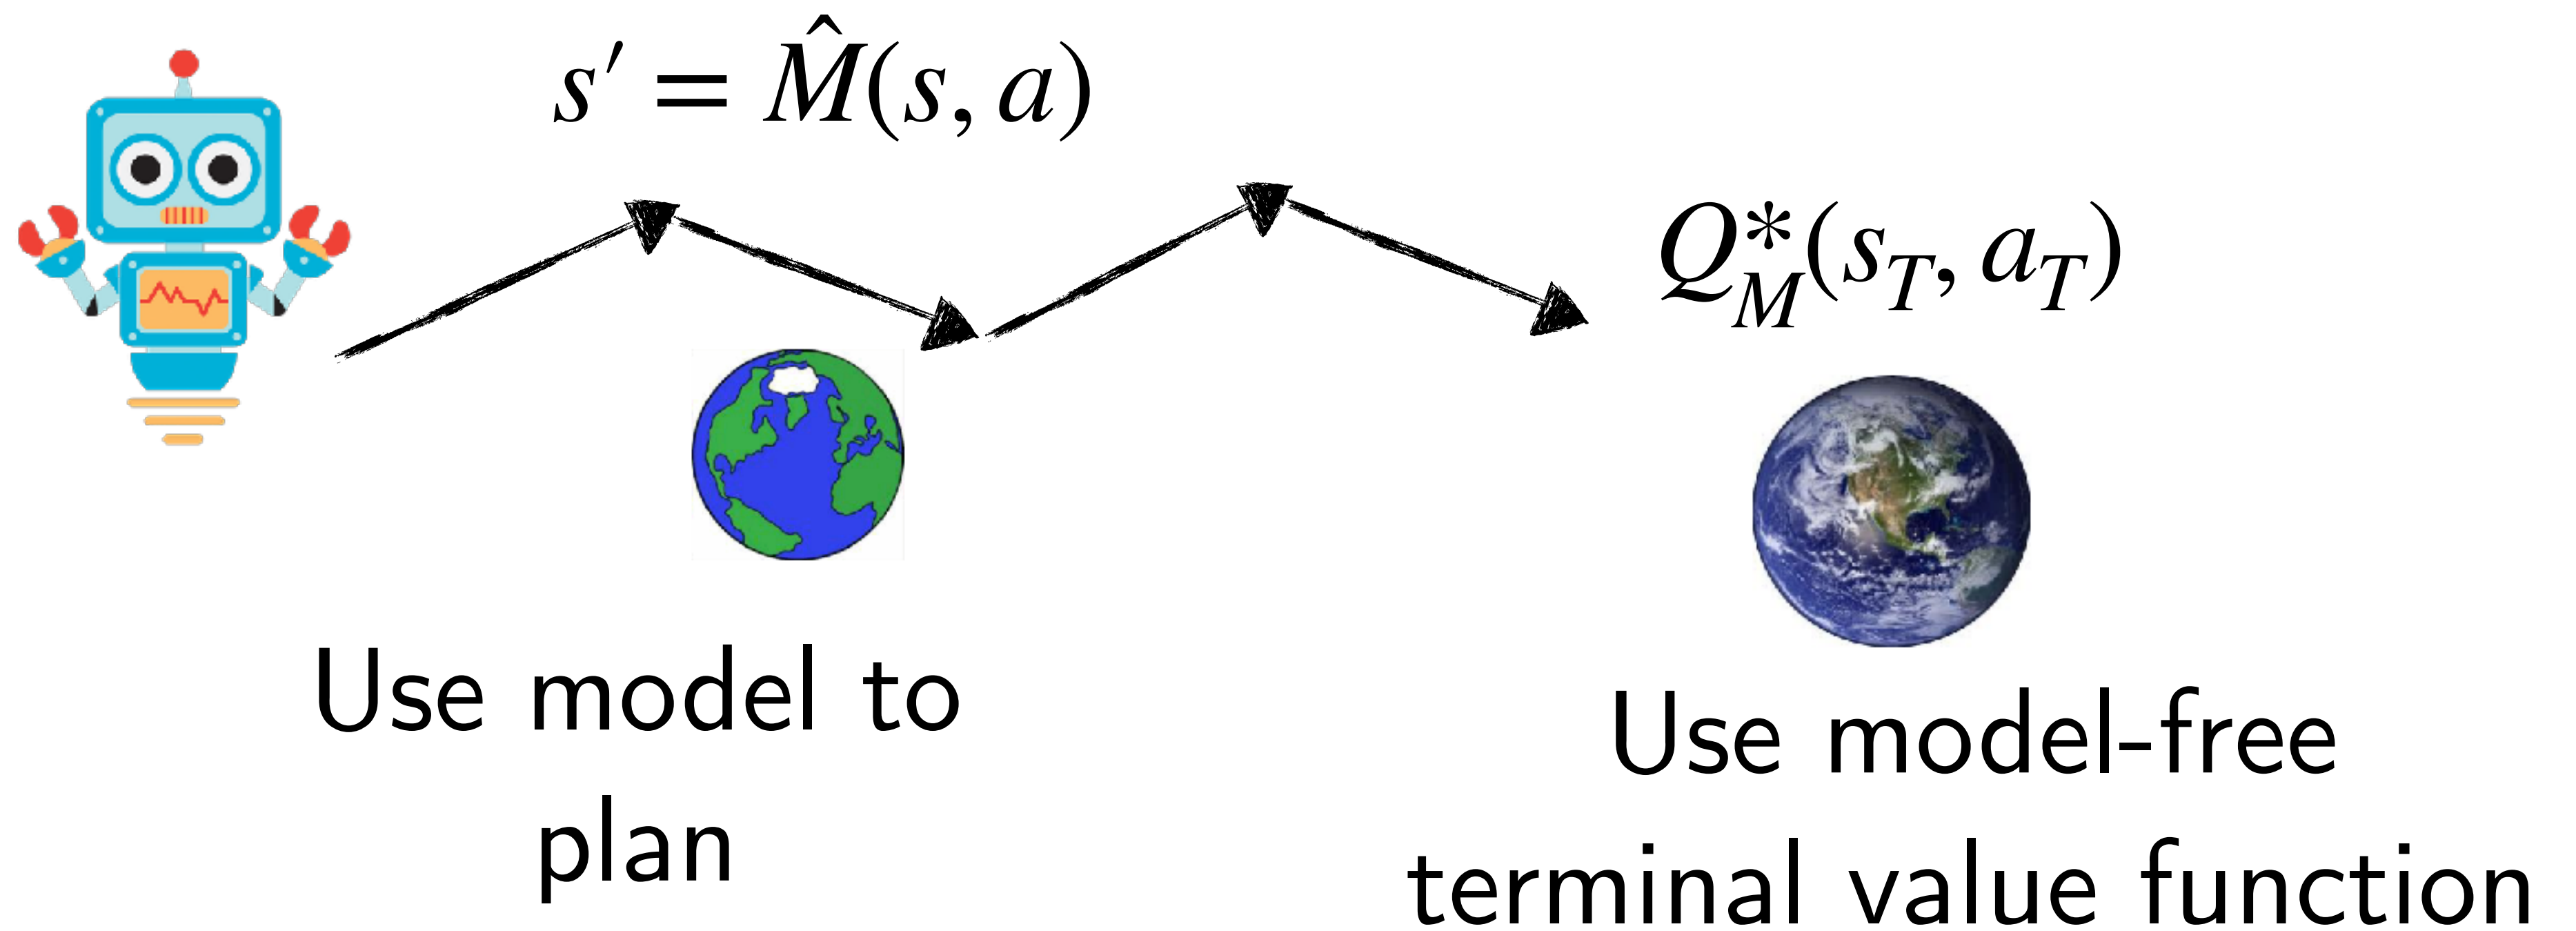 s′ = M̂(s, a)
Q*_M(s_T, a_T)
Use model to
plan
Use model-free
terminal value function